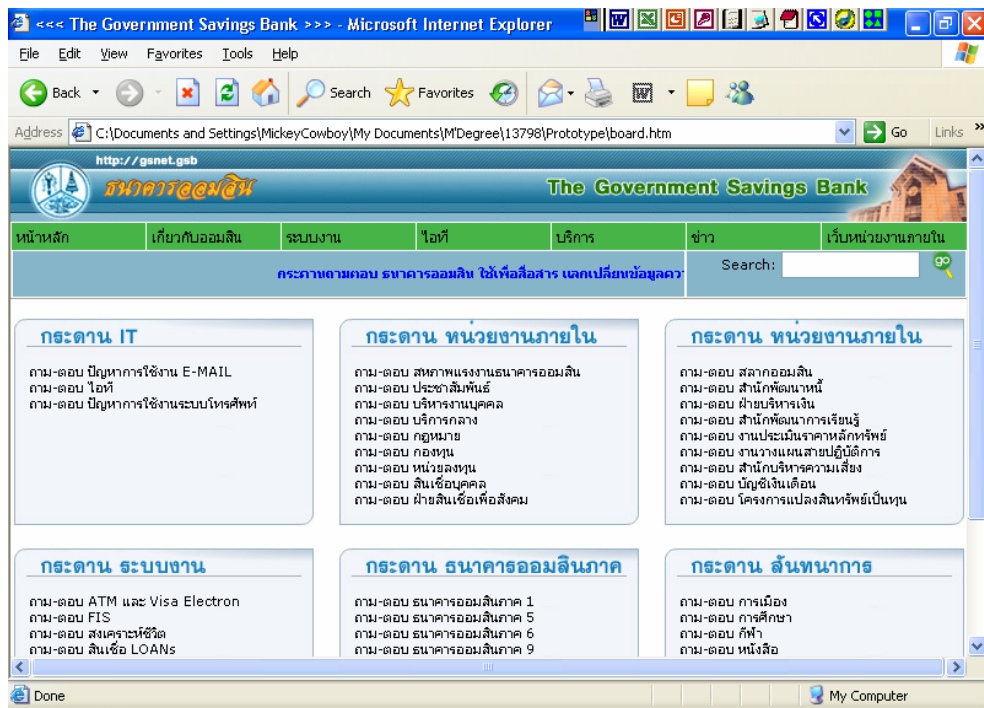 <<< The Government Savings Bank >>> - Microsoft Internet Explorer
File Edit View Favorites Tools Help
Back Search Favorites
Address C:\Documents and Settings\MickeyCowboy\My Documents\M'Degree\13798\Prototype\board.htm Go Links »
http://gsnet.gsb
ธนาคารออมสิน The Government Savings Bank
หน้าหลัก เกี่ยวกับออมสิน ระบบงาน ไอที บริการ ข่าว เว็บหน่วยงานภายใน
กระดานถามตอบ ธนาคารออมสิน ใช้เพื่อสื่อสาร แลกเปลี่ยนข้อมูลควา Search: go
กระดาน IT
ถาม-ตอบ ปัญหาการใช้งาน E-MAIL
ถาม-ตอบ ไอที
ถาม-ตอบ ปัญหาการใช้งานระบบโทรศัพท์
กระดาน หน่วยงานภายใน
ถาม-ตอบ สหภาพแรงงานธนาคารออมสิน
ถาม-ตอบ ประชาสัมพันธ์
ถาม-ตอบ บริหารงานบุคคล
ถาม-ตอบ บริการกลาง
ถาม-ตอบ กฎหมาย
ถาม-ตอบ กองทุน
ถาม-ตอบ หน่วยลงทุน
ถาม-ตอบ สินเชื่อบุคคล
ถาม-ตอบ ฝ่ายสินเชื่อเพื่อสังคม
กระดาน หน่วยงานภายใน
ถาม-ตอบ สลากออมสิน
ถาม-ตอบ สำนักพัฒนาหนี้
ถาม-ตอบ ฝ่ายบริหารเงิน
ถาม-ตอบ สำนักพัฒนาการเรียนรู้
ถาม-ตอบ งานประเมินราคาหลักทรัพย์
ถาม-ตอบ งานวางแผนสายปฏิบัติการ
ถาม-ตอบ สำนักบริหารความเสี่ยง
ถาม-ตอบ บัญชีเงินเดือน
ถาม-ตอบ โครงการแปลงสินทรัพย์เป็นทุน
กระดาน ระบบงาน
ถาม-ตอบ ATM และ Visa Electron
ถาม-ตอบ FIS
ถาม-ตอบ สงเคราะห์ชีวิต
ถาม-ตอบ สินเชื่อ LOANs
กระดาน ธนาคารออมสินภาค
ถาม-ตอบ ธนาคารออมสินภาค 1
ถาม-ตอบ ธนาคารออมสินภาค 5
ถาม-ตอบ ธนาคารออมสินภาค 6
ถาม-ตอบ ธนาคารออมสินภาค 9
กระดาน สันทนาการ
ถาม-ตอบ การเมือง
ถาม-ตอบ การศึกษา
ถาม-ตอบ กีฬา
ถาม-ตอบ หนังสือ
Done My Computer